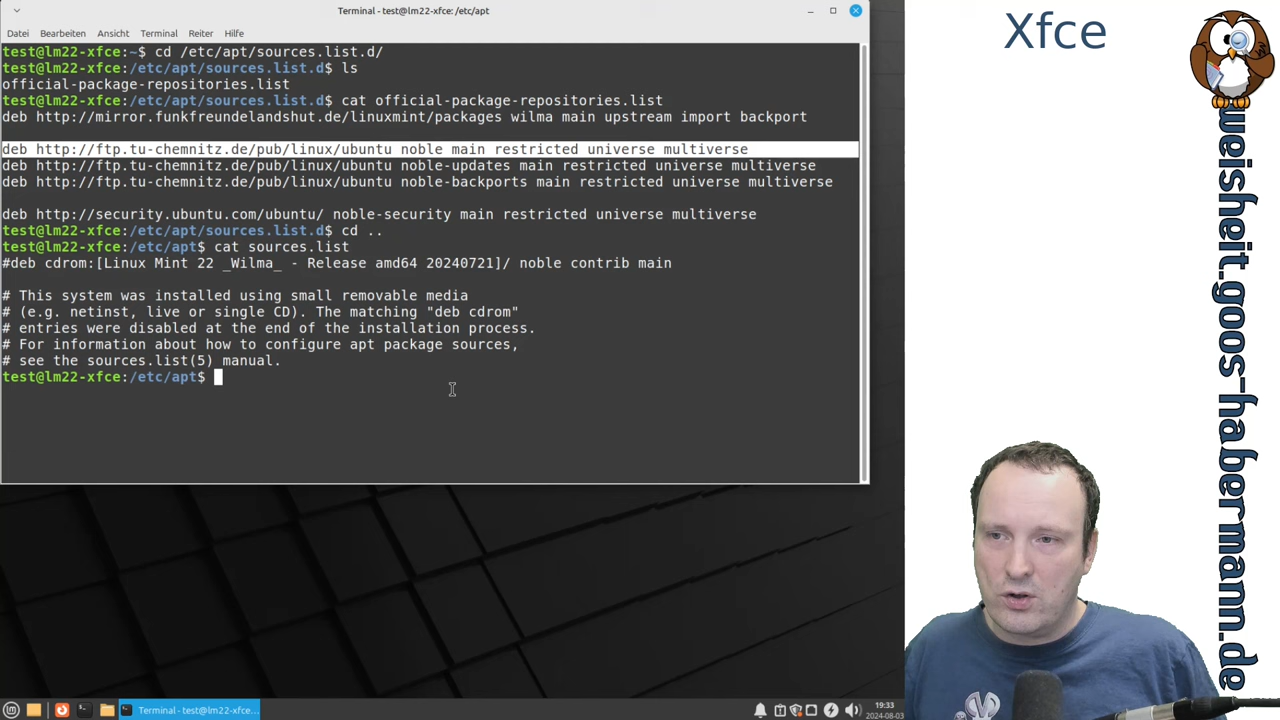 Terminal - test@lm22-xfce: /etc/apt
Datei Bearbeiten Ansicht Terminal Reiter Hilfe
test@lm22-xfce:~$ cd /etc/apt/sources.list.d/
test@lm22-xfce:/etc/apt/sources.list.d$ ls
official-package-repositories.list
test@lm22-xfce:/etc/apt/sources.list.d$ cat official-package-repositories.list
deb http://mirror.funkfreundelandshut.de/linuxmint/packages wilma main upstream import backport
deb http://ftp.tu-chemnitz.de/pub/linux/ubuntu noble main restricted universe multiverse
deb http://ftp.tu-chemnitz.de/pub/linux/ubuntu noble-updates main restricted universe multiverse
deb http://ftp.tu-chemnitz.de/pub/linux/ubuntu noble-backports main restricted universe multiverse
deb http://security.ubuntu.com/ubuntu/ noble-security main restricted universe multiverse
test@lm22-xfce:/etc/apt/sources.list.d$ cd ..
test@lm22-xfce:/etc/apt$ cat sources.list
#deb cdrom:[Linux Mint 22 _Wilma_ - Release amd64 20240721]/ noble contrib main
# This system was installed using small removable media
# (e.g. netinst, live or single CD). The matching "deb cdrom"
# entries were disabled at the end of the installation process.
# For information about how to configure apt package sources,
# see the sources.list(5) manual.
test@lm22-xfce:/etc/apt$
Terminal - test@lm22-xfce...
19:33
2024-08-03
Xfce
weisheit.goos-habermann.de